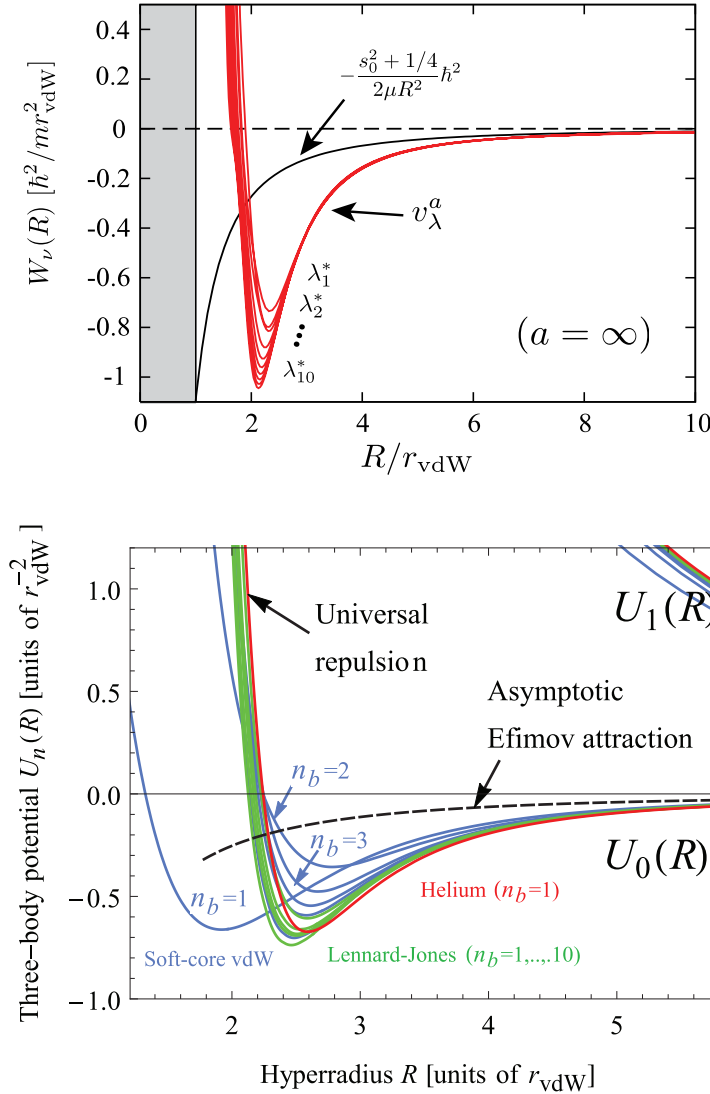 0.4
0.2
0
-0.2
-0.4
-0.6
-0.8
-1
W_ν(R) [ħ²/mr²_vdW]
−(s₀² + 1/4)/(2μR²) ħ²
v_λ^a
λ₁*
λ₂*
λ₁₀*
(a = ∞)
0 2 4 6 8 10
R/r_vdW
1.0
0.5
0.0
−0.5
−1.0
Three−body potential U_n(R) [units of r_vdW^−2]
U₁(R)
Universal
repulsion
Asymptotic
Efimov attraction
n_b=2
n_b=3
n_b=1
U₀(R)
Helium (n_b=1)
Soft-core vdW
Lennard-Jones (n_b=1,..,.10)
2 3 4 5
Hyperradius R [units of r_vdW]